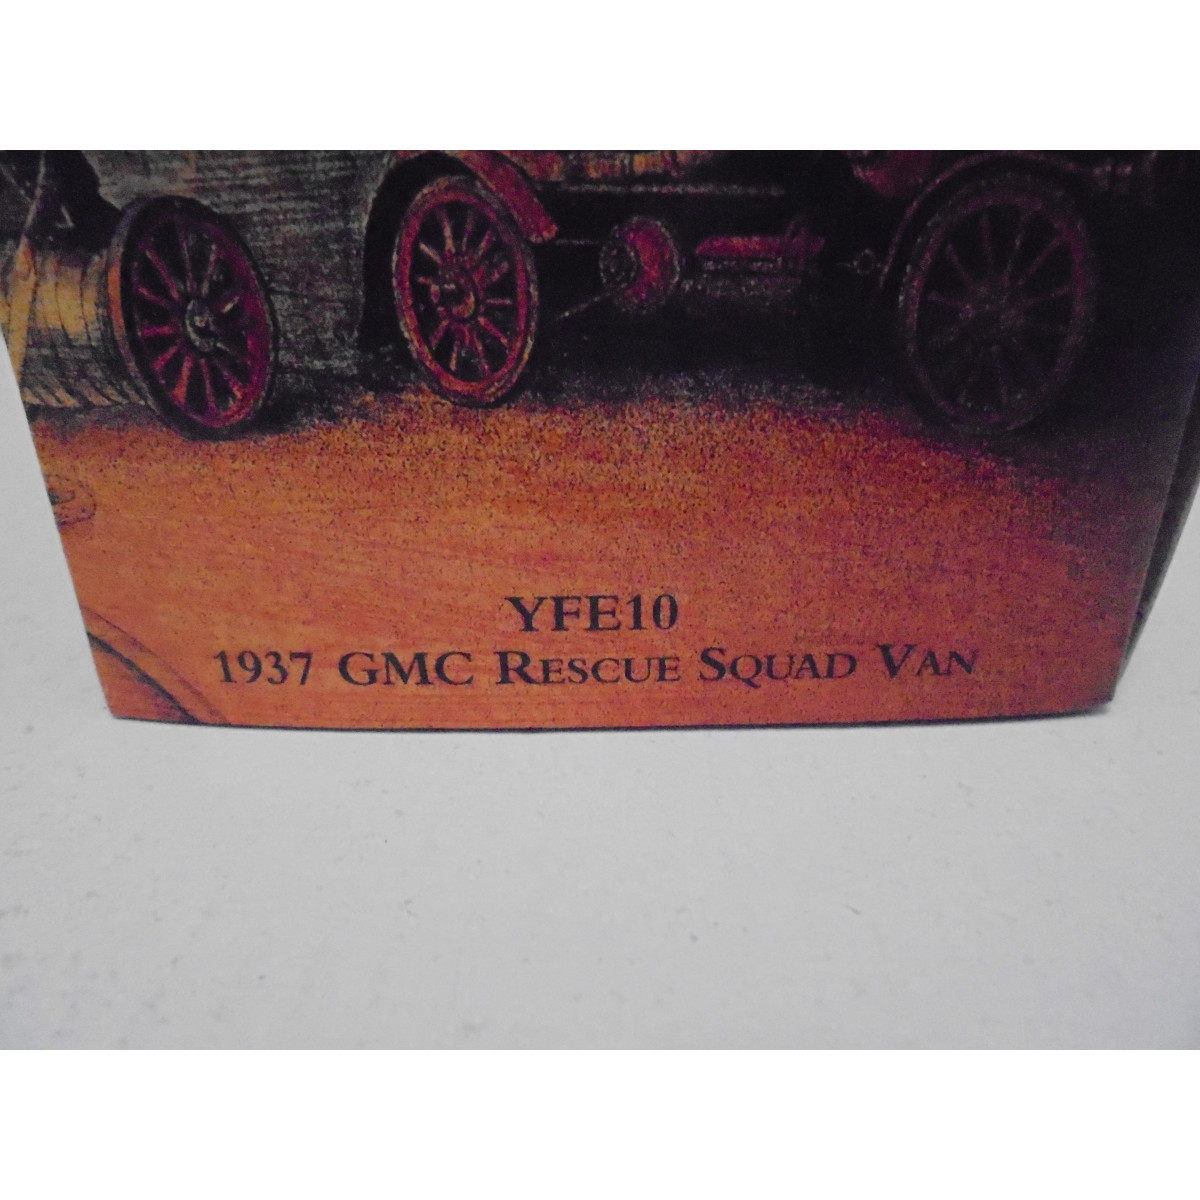 YFE10
1937 GMC RESCUE SQUAD VAN